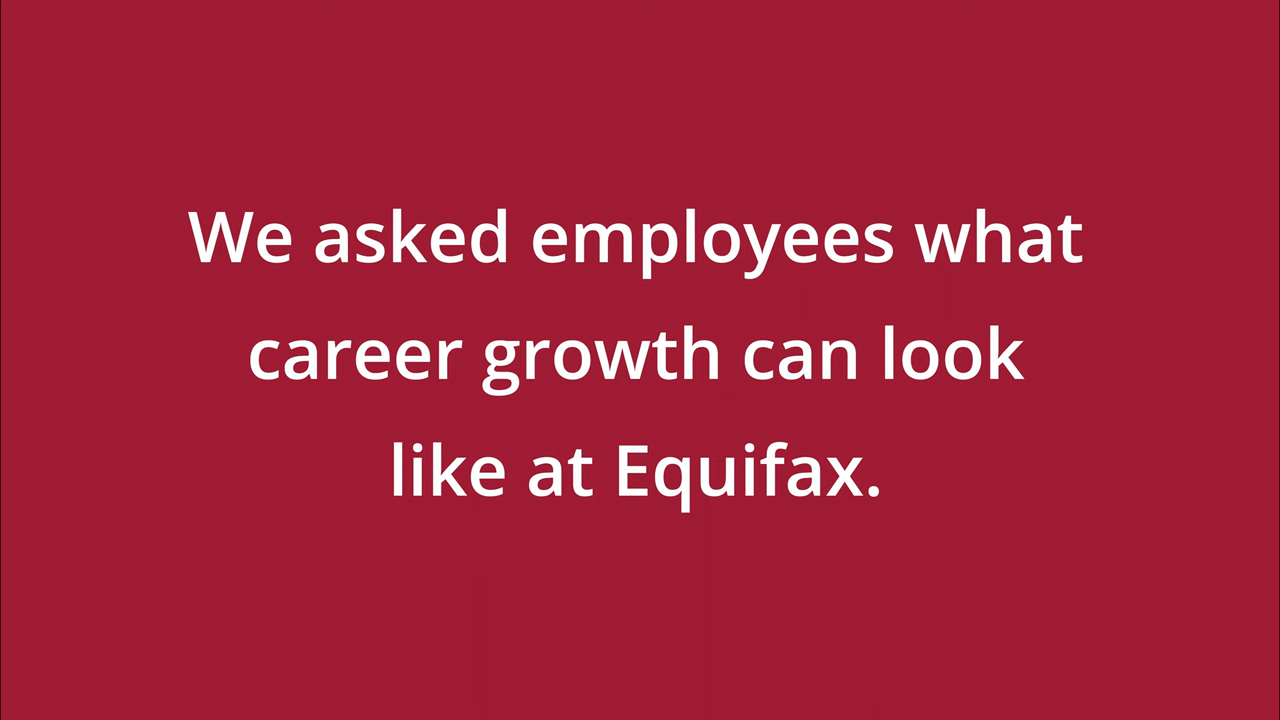 We asked employees what
career growth can look
like at Equifax.